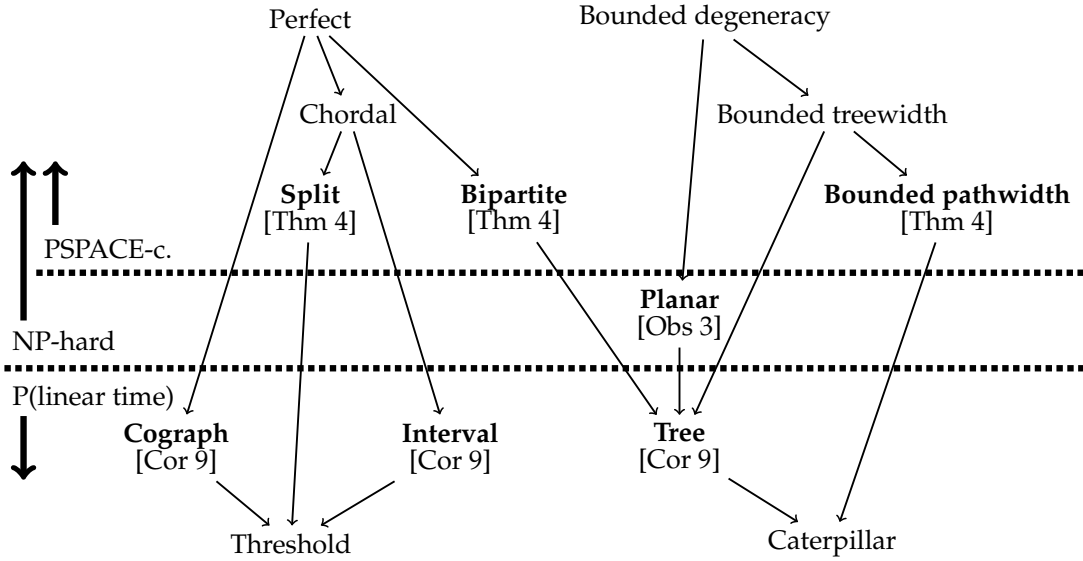 Perfect
Bounded degeneracy
Chordal
Bounded treewidth
Split
[Thm 4]
Bipartite
[Thm 4]
Bounded pathwidth
[Thm 4]
PSPACE-c.
Planar
[Obs 3]
NP-hard
P(linear time)
Cograph
[Cor 9]
Interval
[Cor 9]
Tree
[Cor 9]
Threshold
Caterpillar